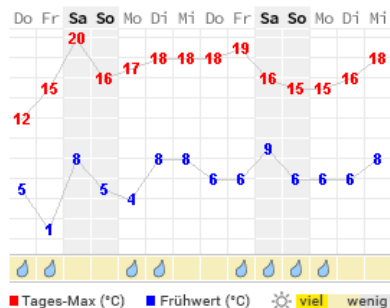 Do Fr Sa So Mo Di Mi Do Fr Sa So Mo Di Mi
20
19
18 18 18 18
17
16 16 16
15 15 15
12
9
8 8 8 8
6 6 6 6 6
5 5
4
1
Tages-Max (°C) Frühwert (°C) viel wenig